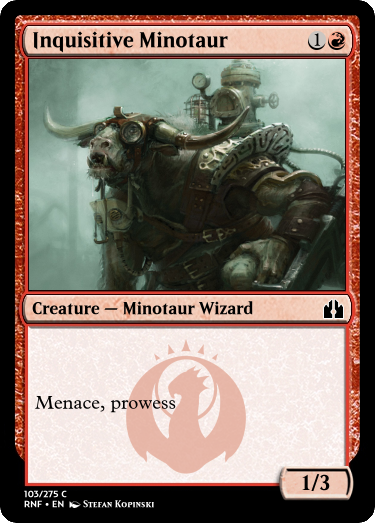 Inquisitive Minotaur 1
Creature — Minotaur Wizard
Menace, prowess
1/3
103/275 C
RNF • EN Stefan Kopinski